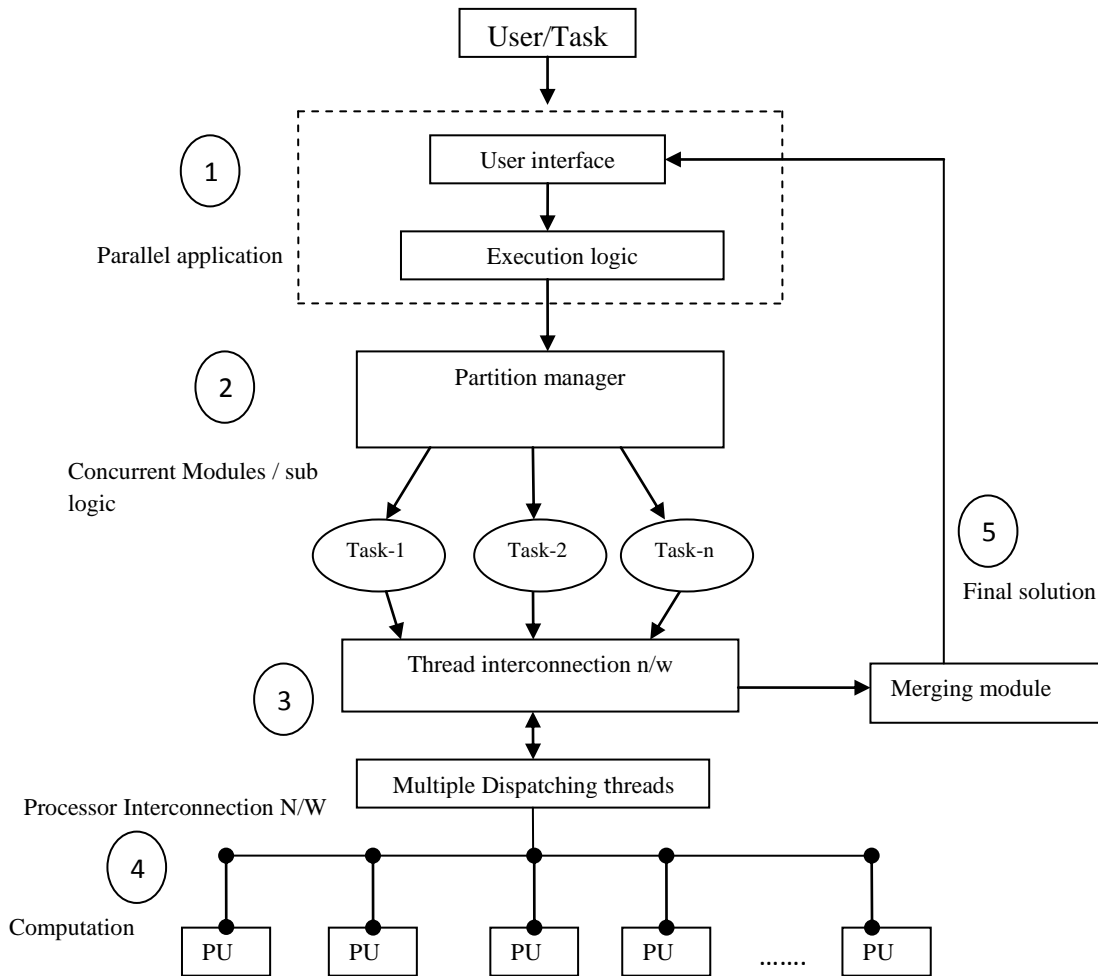 User/Task
1
User interface
Parallel application
Execution logic
2
Partition manager
Concurrent Modules / sub
logic
Task-1
Task-2
Task-n
5
Final solution
3
Thread interconnection n/w
Merging module
Multiple Dispatching threads
Processor Interconnection N/W
4
Computation
PU
PU
PU
PU
.......
PU